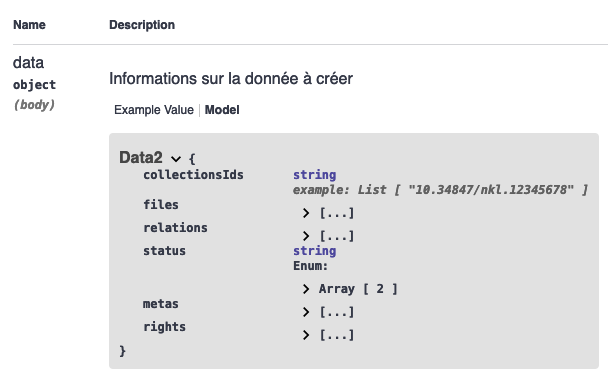 Name Description
data
object
(body)
Informations sur la donnée à créer
Example Value | Model
Data2 {
collectionsIds string
example: List [ "10.34847/nkl.12345678" ]
files [...]
relations [...]
status string
Enum:
Array [ 2 ]
metas [...]
rights [...]
}